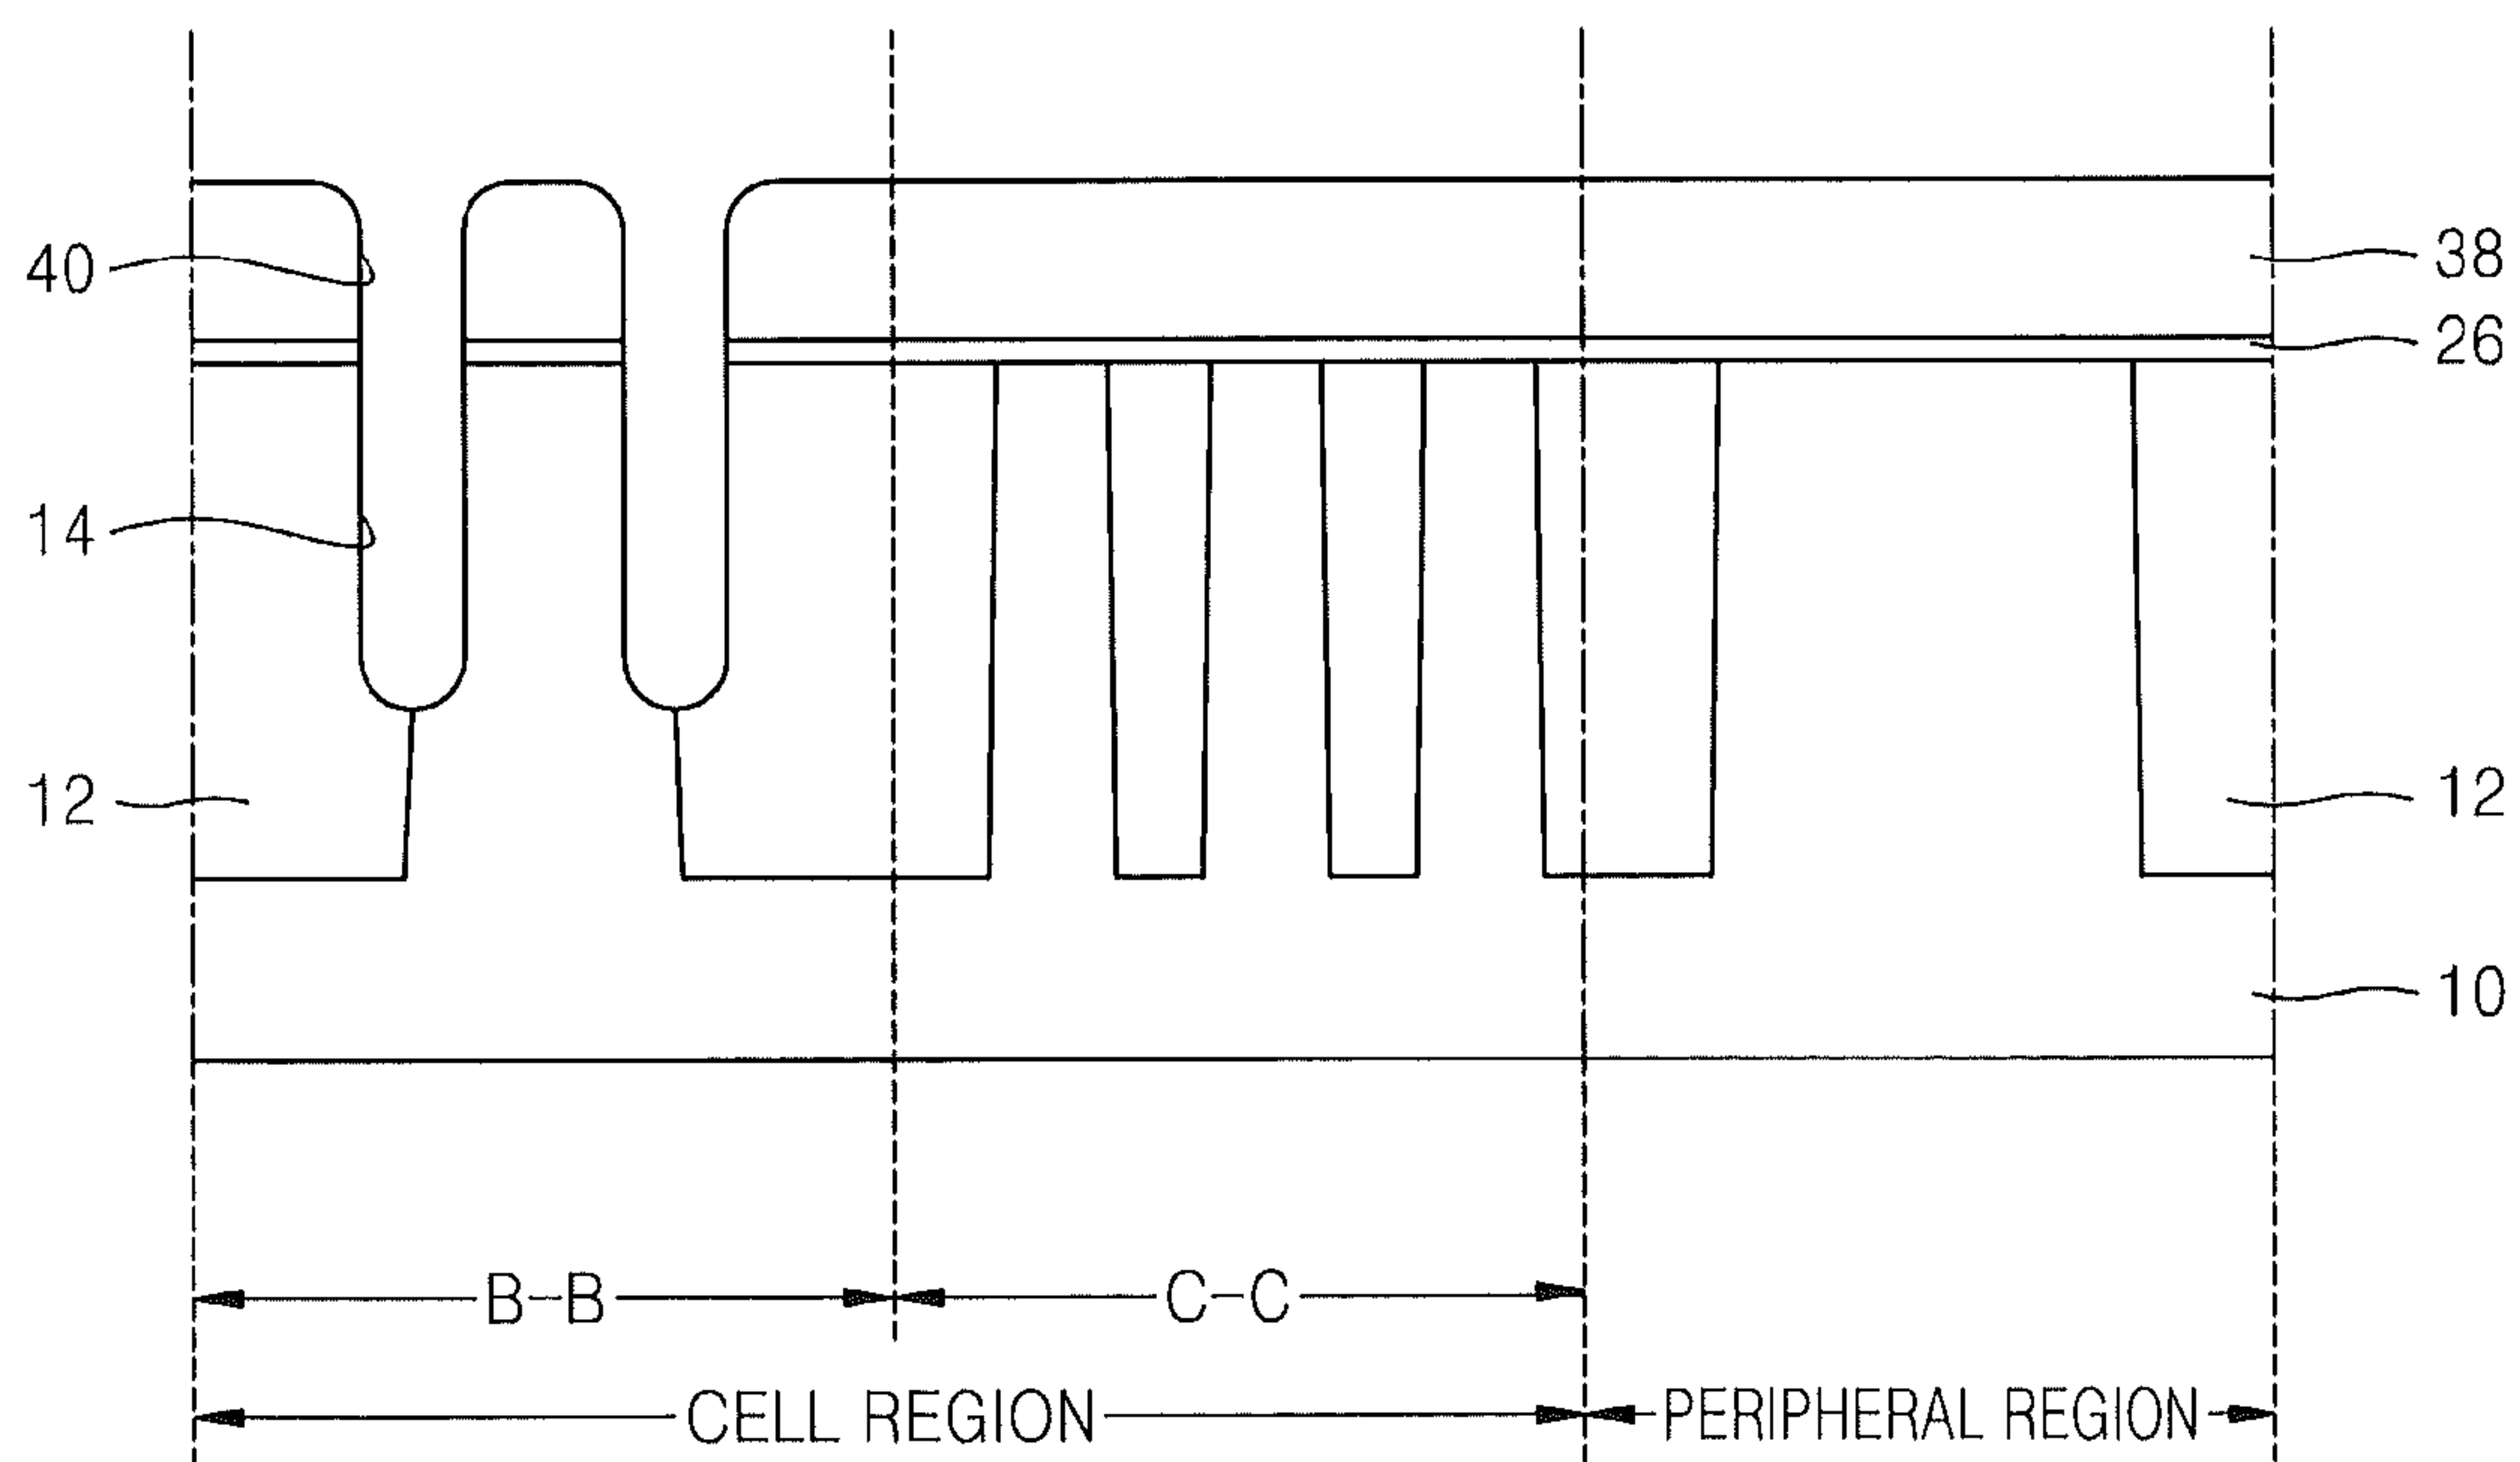 40
38
26
14
12
12
10
B-B
C-C
CELL REGION
PERIPHERAL REGION